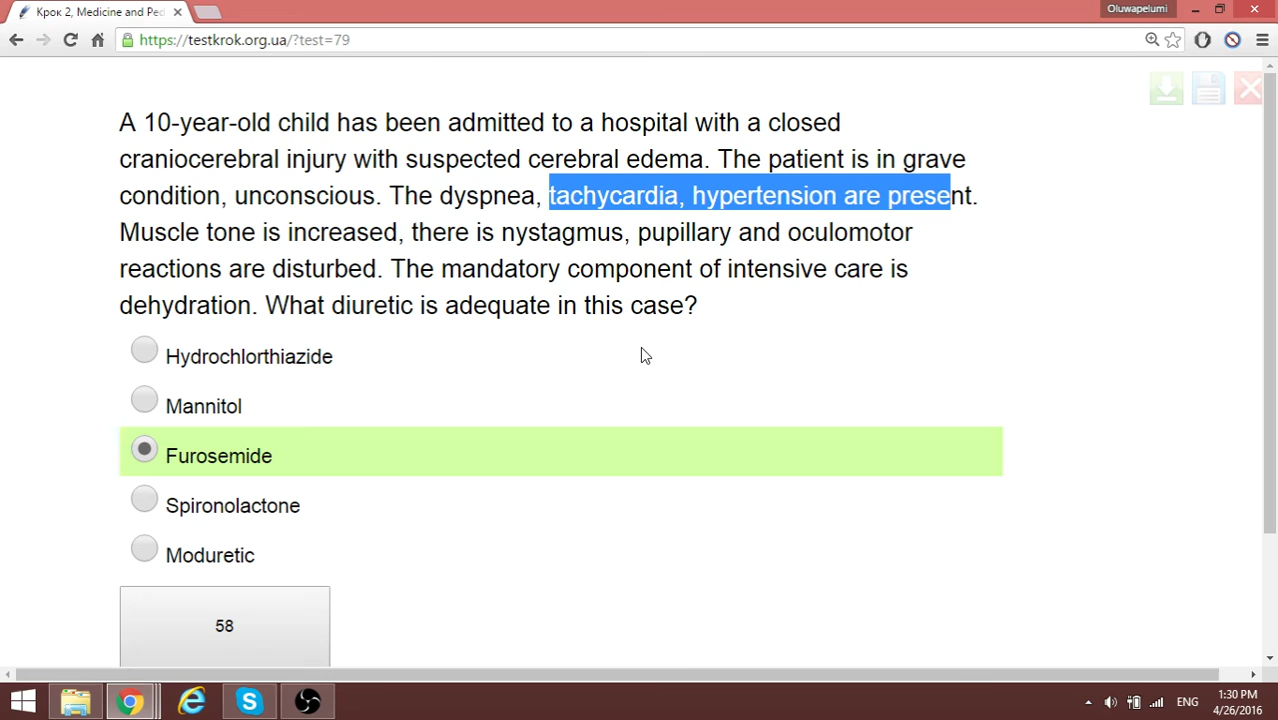 Крок 2, Medicine and Ped
Oluwapelumi
https://testkrok.org.ua/?test=79
A 10-year-old child has been admitted to a hospital with a closed
craniocerebral injury with suspected cerebral edema. The patient is in grave
condition, unconscious. The dyspnea, tachycardia, hypertension are present.
Muscle tone is increased, there is nystagmus, pupillary and oculomotor
reactions are disturbed. The mandatory component of intensive care is
dehydration. What diuretic is adequate in this case?
Hydrochlorthiazide
Mannitol
Furosemide
Spironolactone
Moduretic
58
ENG
1:30 PM
4/26/2016